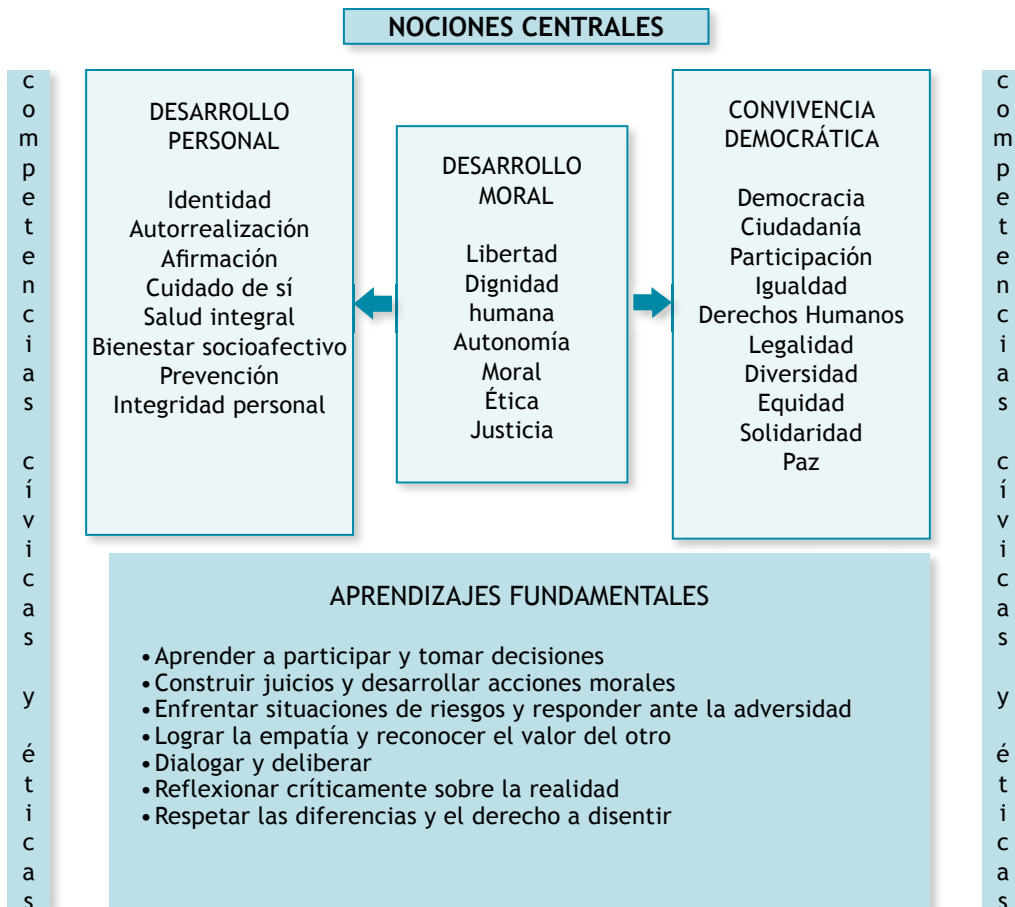 NOCIONES CENTRALES
competencias cívicas y éticas
DESARROLLO
PERSONAL
Identidad
Autorrealización
Afirmación
Cuidado de sí
Salud integral
Bienestar socioafectivo
Prevención
Integridad personal
DESARROLLO
MORAL
Libertad
Dignidad
humana
Autonomía
Moral
Ética
Justicia
CONVIVENCIA
DEMOCRÁTICA
Democracia
Ciudadanía
Participación
Igualdad
Derechos Humanos
Legalidad
Diversidad
Equidad
Solidaridad
Paz
competencias cívicas y éticas
APRENDIZAJES FUNDAMENTALES
•Aprender a participar y tomar decisiones
•Construir juicios y desarrollar acciones morales
•Enfrentar situaciones de riesgos y responder ante la adversidad
•Lograr la empatía y reconocer el valor del otro
•Dialogar y deliberar
•Reflexionar críticamente sobre la realidad
•Respetar las diferencias y el derecho a disentir